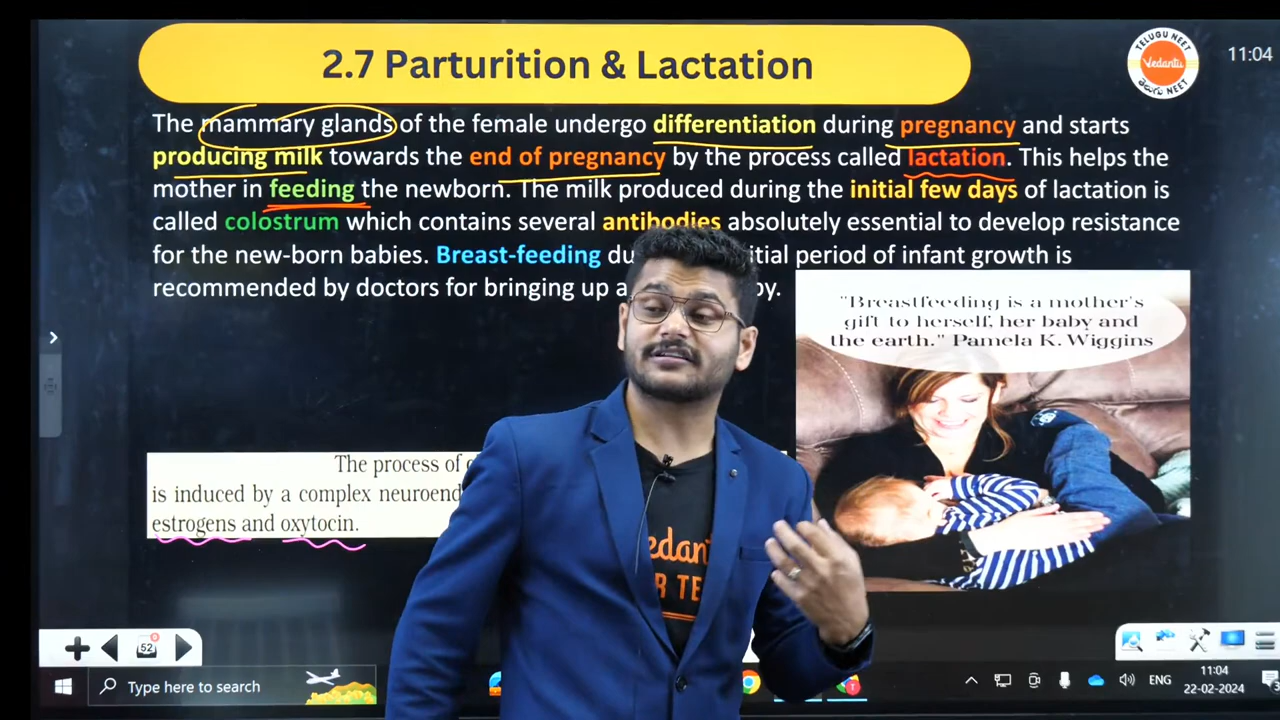 2.7 Parturition & Lactation
TELUGU NEET
Vedantu
తెలుగు NEET
11:04
The mammary glands of the female undergo differentiation during pregnancy and starts
producing milk towards the end of pregnancy by the process called lactation. This helps the
mother in feeding the newborn. The milk produced during the initial few days of lactation is
called colostrum which contains several antibodies absolutely essential to develop resistance
for the new-born babies. Breast-feeding itial period of infant growth is
recommended by doctors for bringing up a
"Breastfeeding is a mother's
gift to herself, her baby and
the earth." Pamela K. Wiggins
The process of
is induced by a complex
estrogens and oxytocin.
52
Type here to search
ENG
11:04
22-02-2024